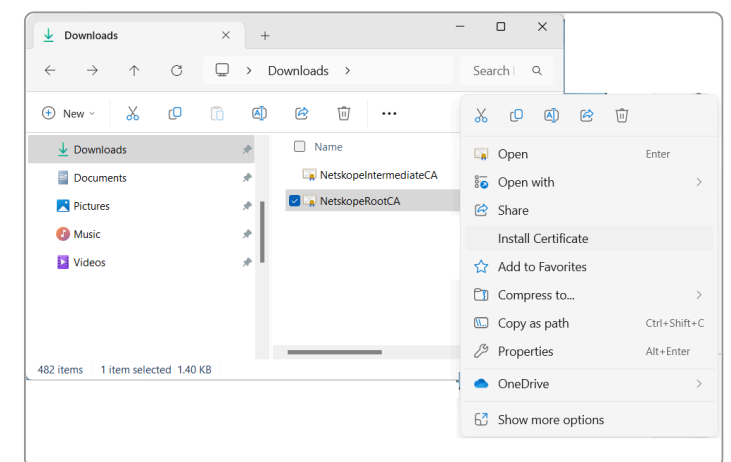 Downloads
Downloads
Search
New
Downloads
Documents
Pictures
Music
Videos
Name
NetskopeIntermediateCA
NetskopeRootCA
482 items 1 item selected 1.40 KB
Open Enter
Open with
Share
Install Certificate
Add to Favorites
Compress to...
Copy as path Ctrl+Shift+C
Properties Alt+Enter
OneDrive
Show more options